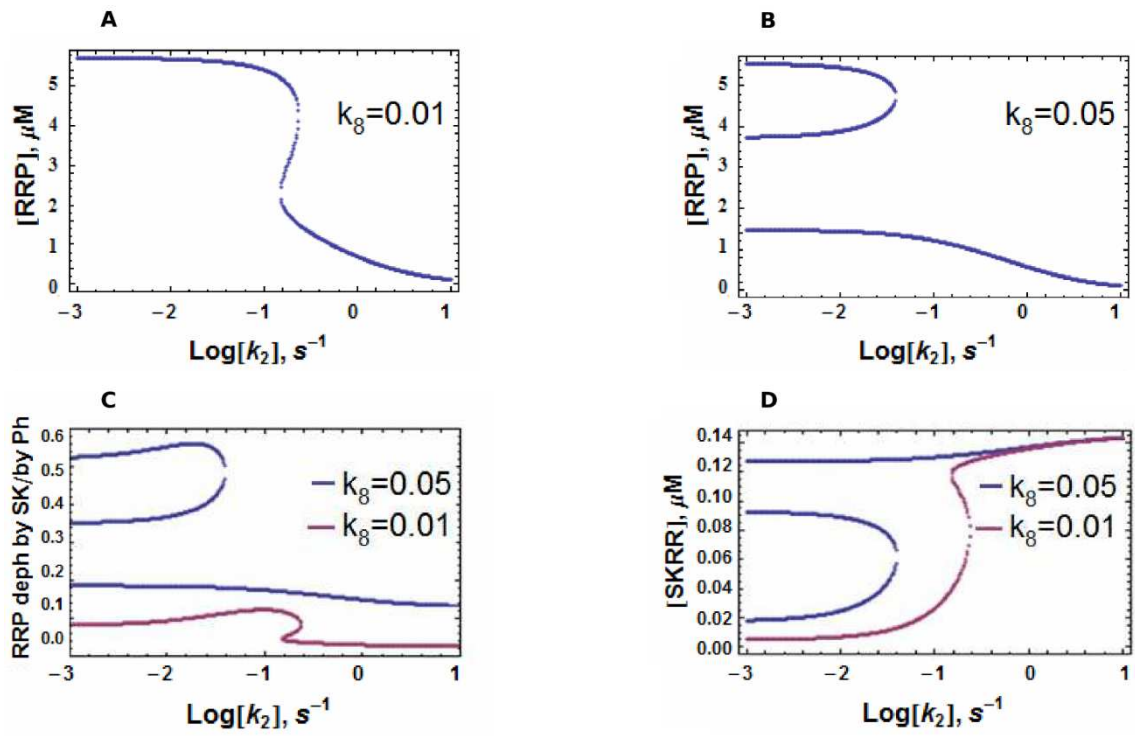 A
[RRP], μM
5
4
3
2
1
0
k₈=0.01
−3 −2 −1 0 1
Log[k₂], s⁻¹
B
[RRP], μM
5
4
3
2
1
0
k₈=0.05
−3 −2 −1 0 1
Log[k₂], s⁻¹
C
RRP deph by SK/by Ph
0.6
0.5
0.4
0.3
0.2
0.1
0.0
k₈=0.05
k₈=0.01
−3 −2 −1 0 1
Log[k₂], s⁻¹
D
[SKRR], μM
0.14
0.12
0.10
0.08
0.06
0.04
0.02
0.00
k₈=0.05
k₈=0.01
−3 −2 −1 0 1
Log[k₂], s⁻¹